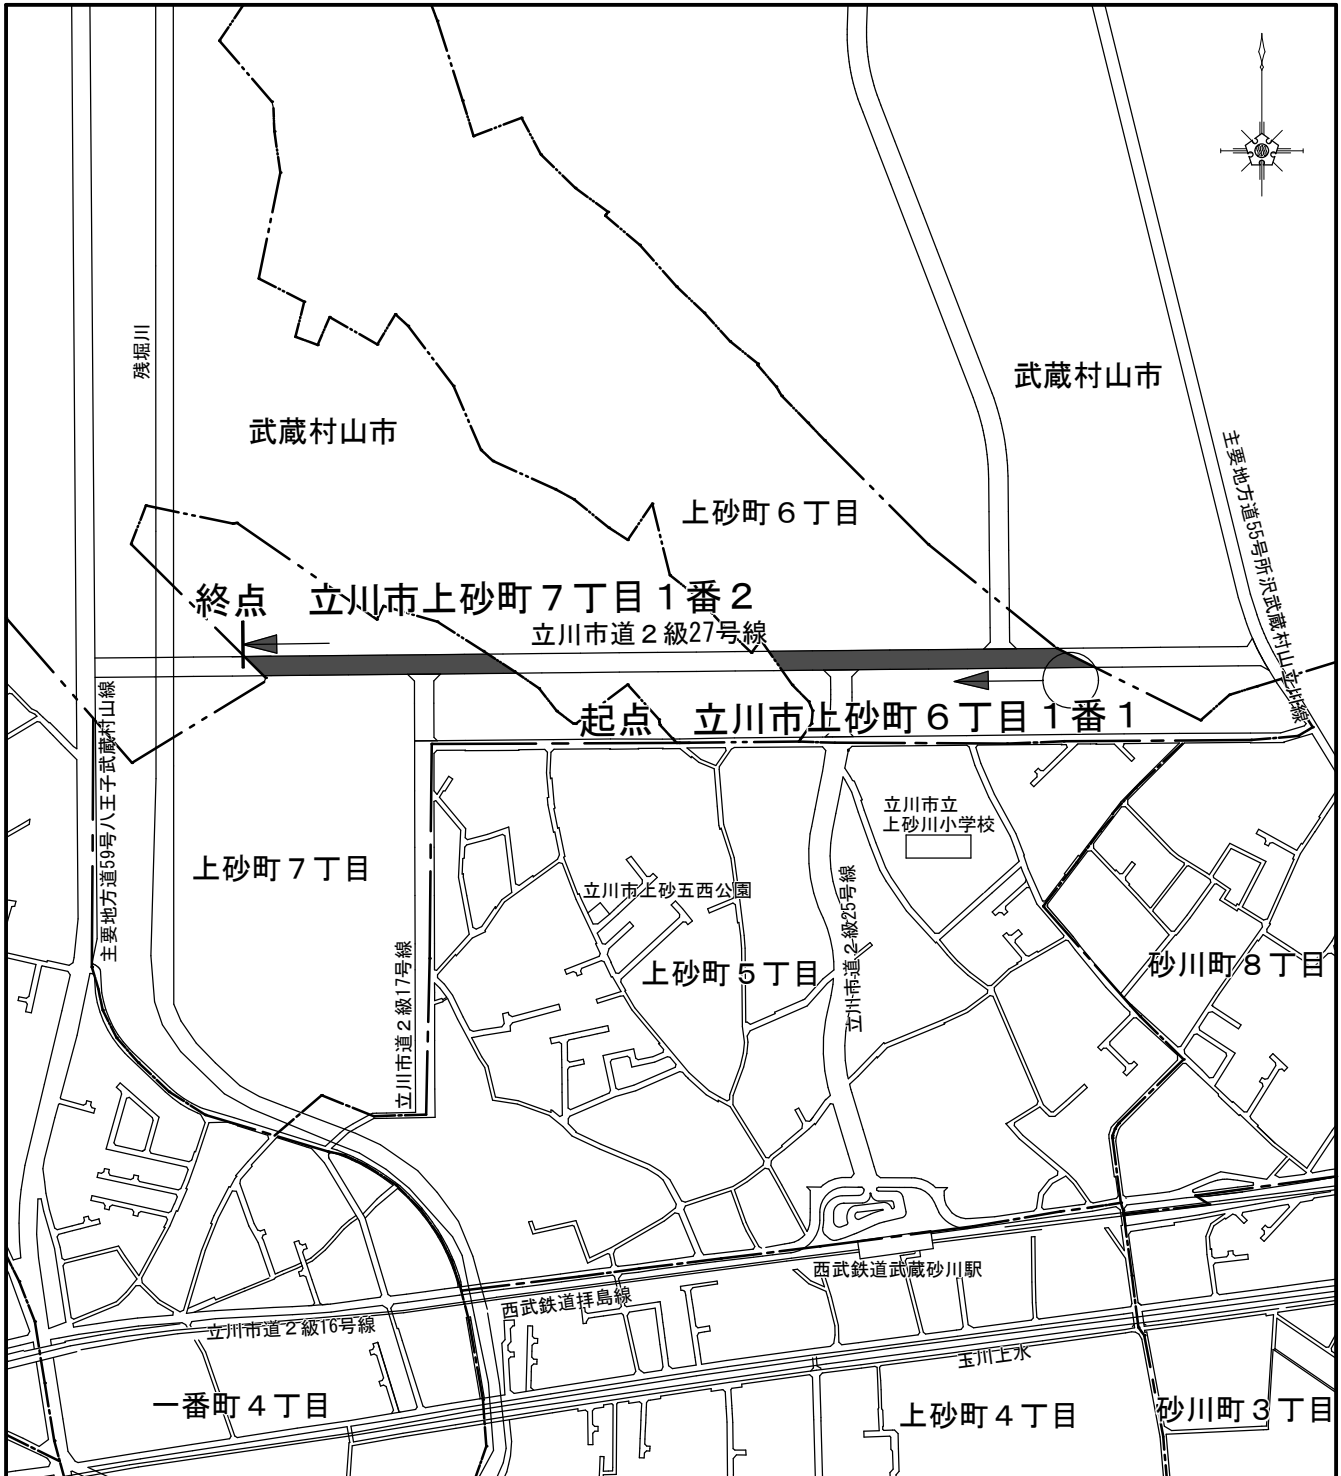 残堀川
武蔵村山市
武蔵村山市
主要地方道55号所沢武蔵村山立川線
上砂町６丁目
終点　立川市上砂町７丁目１番２
立川市道２級27号線
起点　立川市上砂町６丁目１番１
主要地方道59号八王子武蔵村山線
立川市立
上砂川小学校
上砂町７丁目
立川市上砂五西公園
立川市道２級25号線
立川市道２級17号線
上砂町５丁目
砂川町８丁目
西武鉄道武蔵砂川駅
西武鉄道拝島線
立川市道２級16号線
玉川上水
一番町４丁目
上砂町４丁目
砂川町３丁目